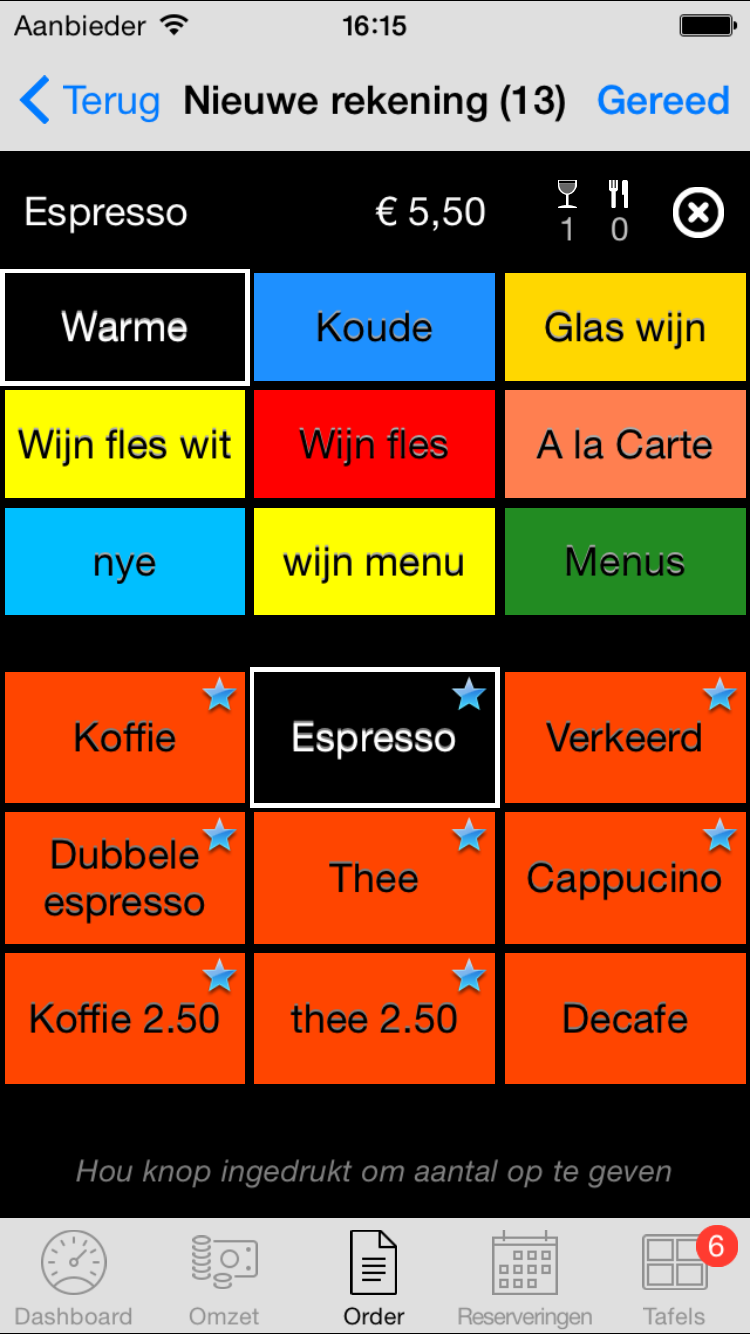 Aanbieder 16:15
Terug Nieuwe rekening (13) Gereed
Espresso € 5,50 1 0
Warme Koude Glas wijn
Wijn fles wit Wijn fles A la Carte
nye wijn menu Menus
Koffie Espresso Verkeerd
Dubbele
espresso Thee Cappucino
Koffie 2.50 thee 2.50 Decafe
Hou knop ingedrukt om aantal op te geven
6
Dashboard Omzet Order Reserveringen Tafels